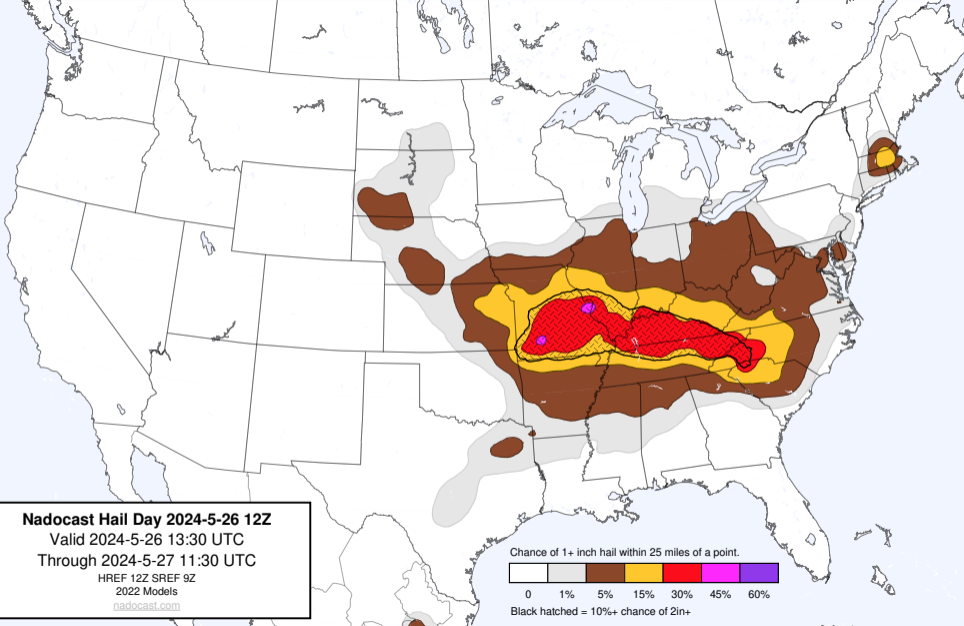 Nadocast Hail Day 2024-5-26 12Z
Valid 2024-5-26 13:30 UTC
Through 2024-5-27 11:30 UTC
HREF 12Z SREF 9Z
2022 Models
nadocast.com
Chance of 1+ inch hail within 25 miles of a point.
0 1% 5% 15% 30% 45% 60%
Black hatched = 10%+ chance of 2in+